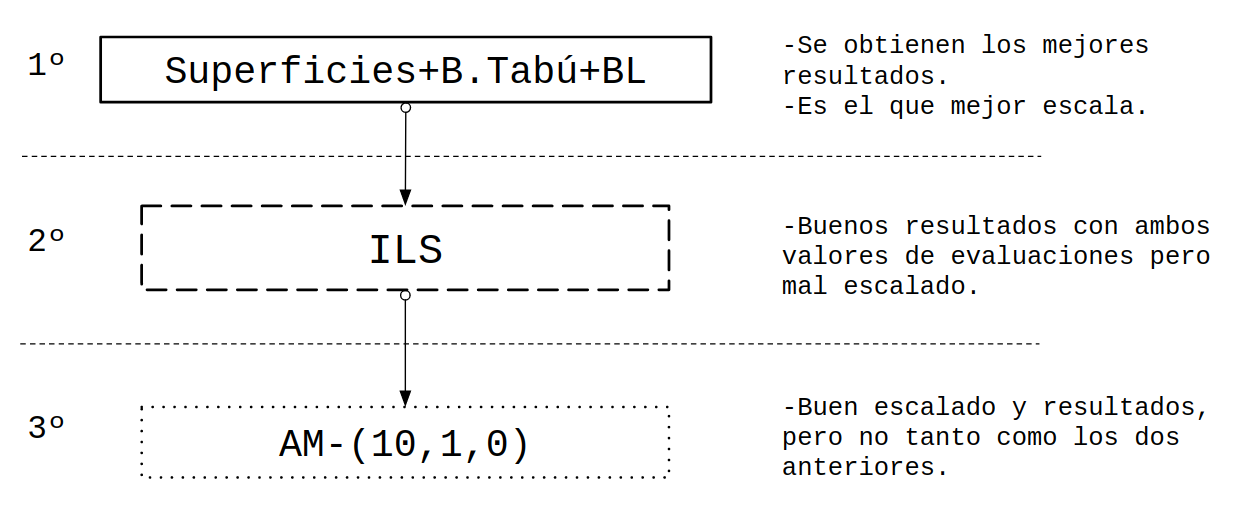 1º
Superficies+B.Tabú+BL
-Se obtienen los mejores
resultados.
-Es el que mejor escala.
2º
ILS
-Buenos resultados con ambos
valores de evaluaciones pero
mal escalado.
3º
AM-(10,1,0)
-Buen escalado y resultados,
pero no tanto como los dos
anteriores.